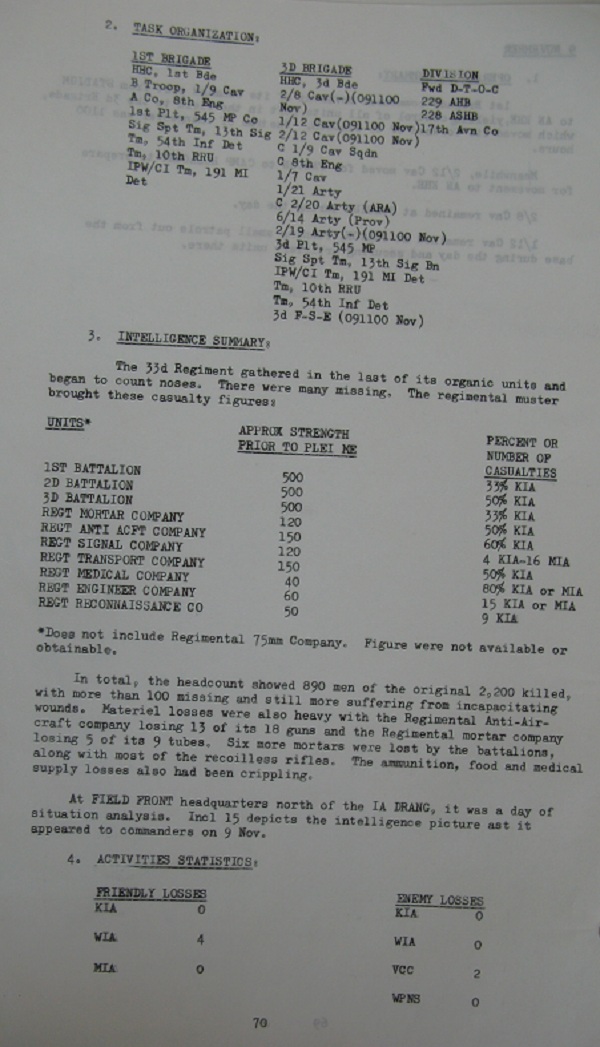 2. TASK ORGANIZATION:
1ST BRIGADE
HHC, 1st Bde
B Troop, 1/9 Cav
A Co, 8th Eng
1st Plt, 545 MP Co
Sig Spt Tm, 13th Sig
Tm, 54th Inf Det
Tm, 10th RRU
IPW/CI Tm, 191 MI
Det
3D BRIGADE
HHC, 3d Bde
2/8 Cav(-)(091100
Nov)
1/12 Cav(091100 Nov)
2/12 Cav(091100 Nov)
C 1/9 Cav Sqdn
C 8th Eng
1/7 Cav
1/21 Arty
C 2/20 Arty (ARA)
6/14 Arty (Prov)
2/19 Arty(-)(091100 Nov)
3d Plt, 545 MP
Sig Spt Tm, 13th Sig Bn
IPW/CI Tm, 191 MI Det
Tm, 10th RRU
Tm, 54th Inf Det
3d F-S-E (091100 Nov)
DIVISION
Fwd D-T-O-C
229 AHB
228 ASHB
17th Avn Co
3. INTELLIGENCE SUMMARY:
The 33d Regiment gathered in the last of its organic units and
began to count noses. There were many missing. The regimental muster
brought these casualty figures:
UNITS* APPROX STRENGTH PRIOR TO PLEI ME PERCENT OR NUMBER OF CASUALTIES
1ST BATTALION 500 33% KIA
2D BATTALION 500 50% KIA
3D BATTALION 500 33% KIA
REGT MORTAR COMPANY 120 50% KIA
REGT ANTI ACFT COMPANY 150 60% KIA
REGT SIGNAL COMPANY 120 4 KIA-16 MIA
REGT TRANSPORT COMPANY 150 50% KIA
REGT MEDICAL COMPANY 40 80% KIA or MIA
REGT ENGINEER COMPANY 60 15 KIA or MIA
REGT RECONNAISSANCE CO 50 9 KIA
*Does not include Regimental 75mm Company. Figure were not available or
obtainable.
In total, the headcount showed 890 men of the original 2,200 killed,
with more than 100 missing and still more suffering from incapacitating
wounds. Materiel losses were also heavy with the Regimental Anti-Air-
craft company losing 13 of its 18 guns and the Regimental mortar company
losing 5 of its 9 tubes. Six more mortars were lost by the battalions,
along with most of the recoilless rifles. The ammunition, food and medical
supply losses also had been crippling.
At FIELD FRONT headquarters north of the IA DRANG, it was a day of
situation analysis. Incl 15 depicts the intelligence picture ast it
appeared to commanders on 9 Nov.
4. ACTIVITIES STATISTICS:
FRIENDLY LOSSES
KIA 0
WIA 4
MIA 0
ENEMY LOSSES
KIA 0
WIA 0
VCC 2
WPNS 0
70